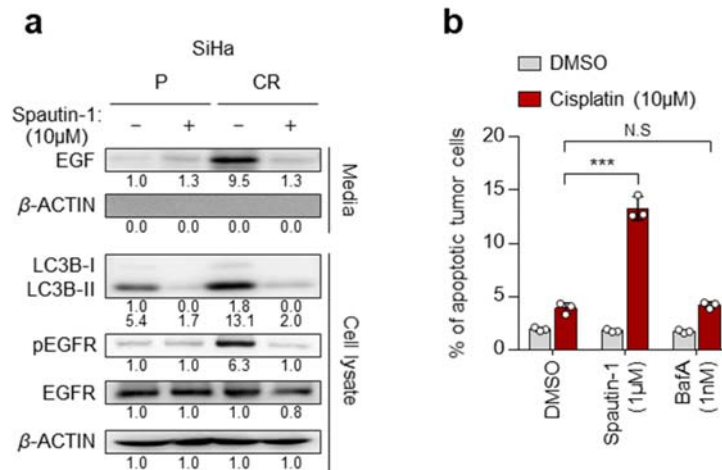 a
SiHa
P CR
Spautin-1: (10μM) − + − +
EGF
1.0 1.3 9.5 1.3
β-ACTIN
0.0 0.0 0.0 0.0
Media
LC3B-I
LC3B-II
1.0 0.0 1.8 0.0
5.4 1.7 13.1 2.0
pEGFR
1.0 1.0 6.3 1.0
EGFR
1.0 1.0 1.0 0.8
β-ACTIN
1.0 1.0 1.0 1.0
Cell lysate
b
DMSO
Cisplatin (10μM)
N.S
***
% of apoptotic tumor cells
20
15
10
5
0
DMSO
Spautin-1 (1μM)
BafA (1nM)